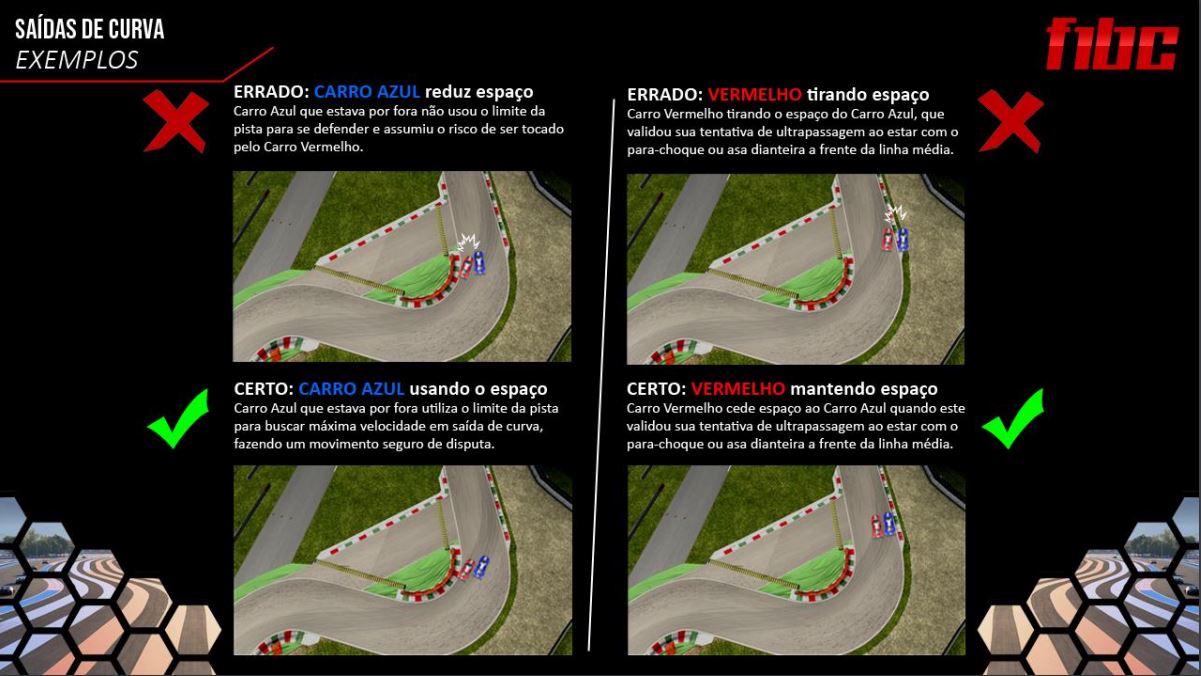 SAÍDAS DE CURVA
EXEMPLOS
f1bc
ERRADO: CARRO AZUL reduz espaço
Carro Azul que estava por fora não usou o limite da
pista para se defender e assumiu o risco de ser tocado
pelo Carro Vermelho.
ERRADO: VERMELHO tirando espaço
Carro Vermelho tirando o espaço do Carro Azul, que
validou sua tentativa de ultrapassagem ao estar com o
para-choque ou asa dianteira a frente da linha média.
CERTO: CARRO AZUL usando o espaço
Carro Azul que estava por fora utiliza o limite da pista
para buscar máxima velocidade em saída de curva,
fazendo um movimento seguro de disputa.
CERTO: VERMELHO mantendo espaço
Carro Vermelho cede espaço ao Carro Azul quando este
validou sua tentativa de ultrapassagem ao estar com o
para-choque ou asa dianteira a frente da linha média.